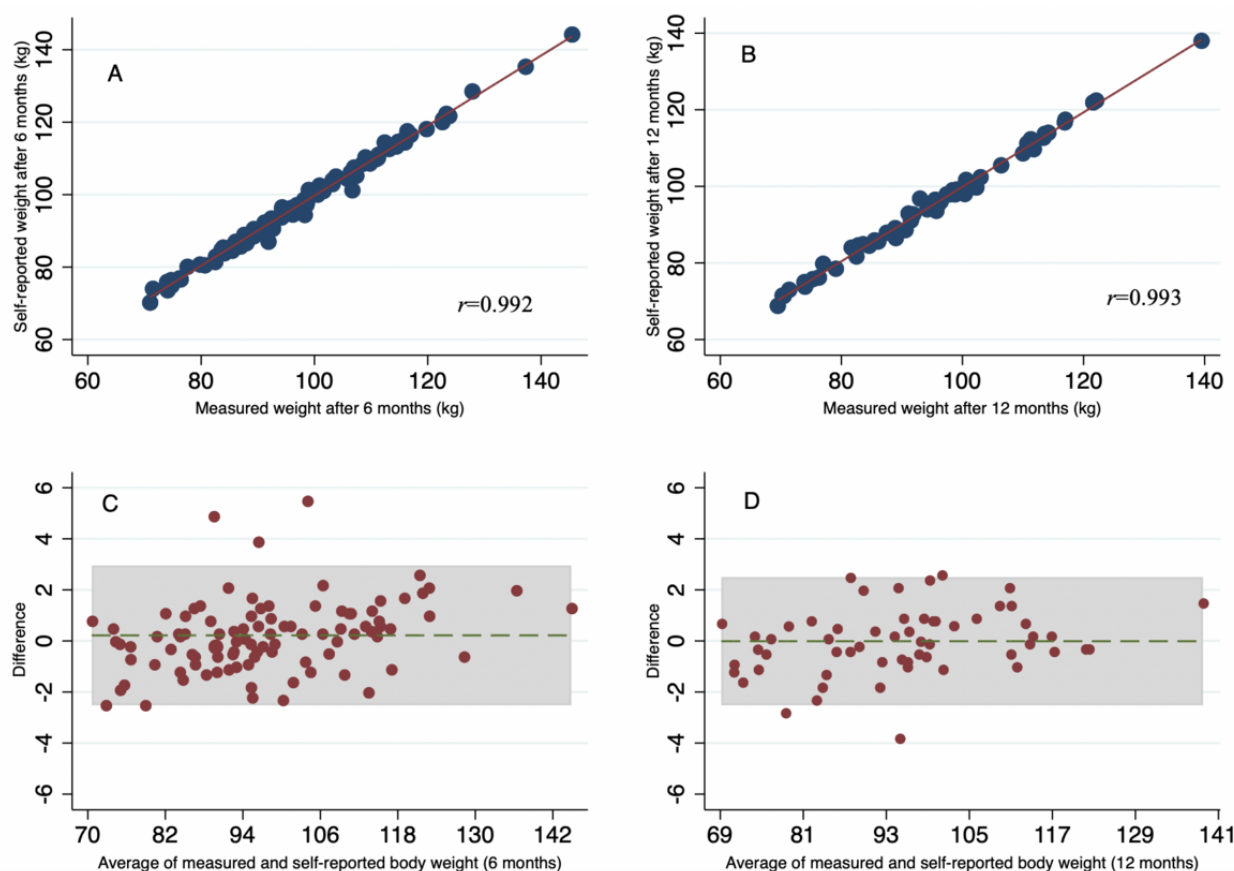 Self-reported weight after 6 months (kg)
140
120
100
80
60
A
r=0.992
60 80 100 120 140
Measured weight after 6 months (kg)
Self-reported weight after 12 months (kg)
140
120
100
80
60
B
r=0.993
60 80 100 120 140
Measured weight after 12 months (kg)
Difference
6
4
2
0
-2
-4
-6
C
70 82 94 106 118 130 142
Average of measured and self-reported body weight (6 months)
Difference
6
4
2
0
-2
-4
-6
D
69 81 93 105 117 129 141
Average of measured and self-reported body weight (12 months)